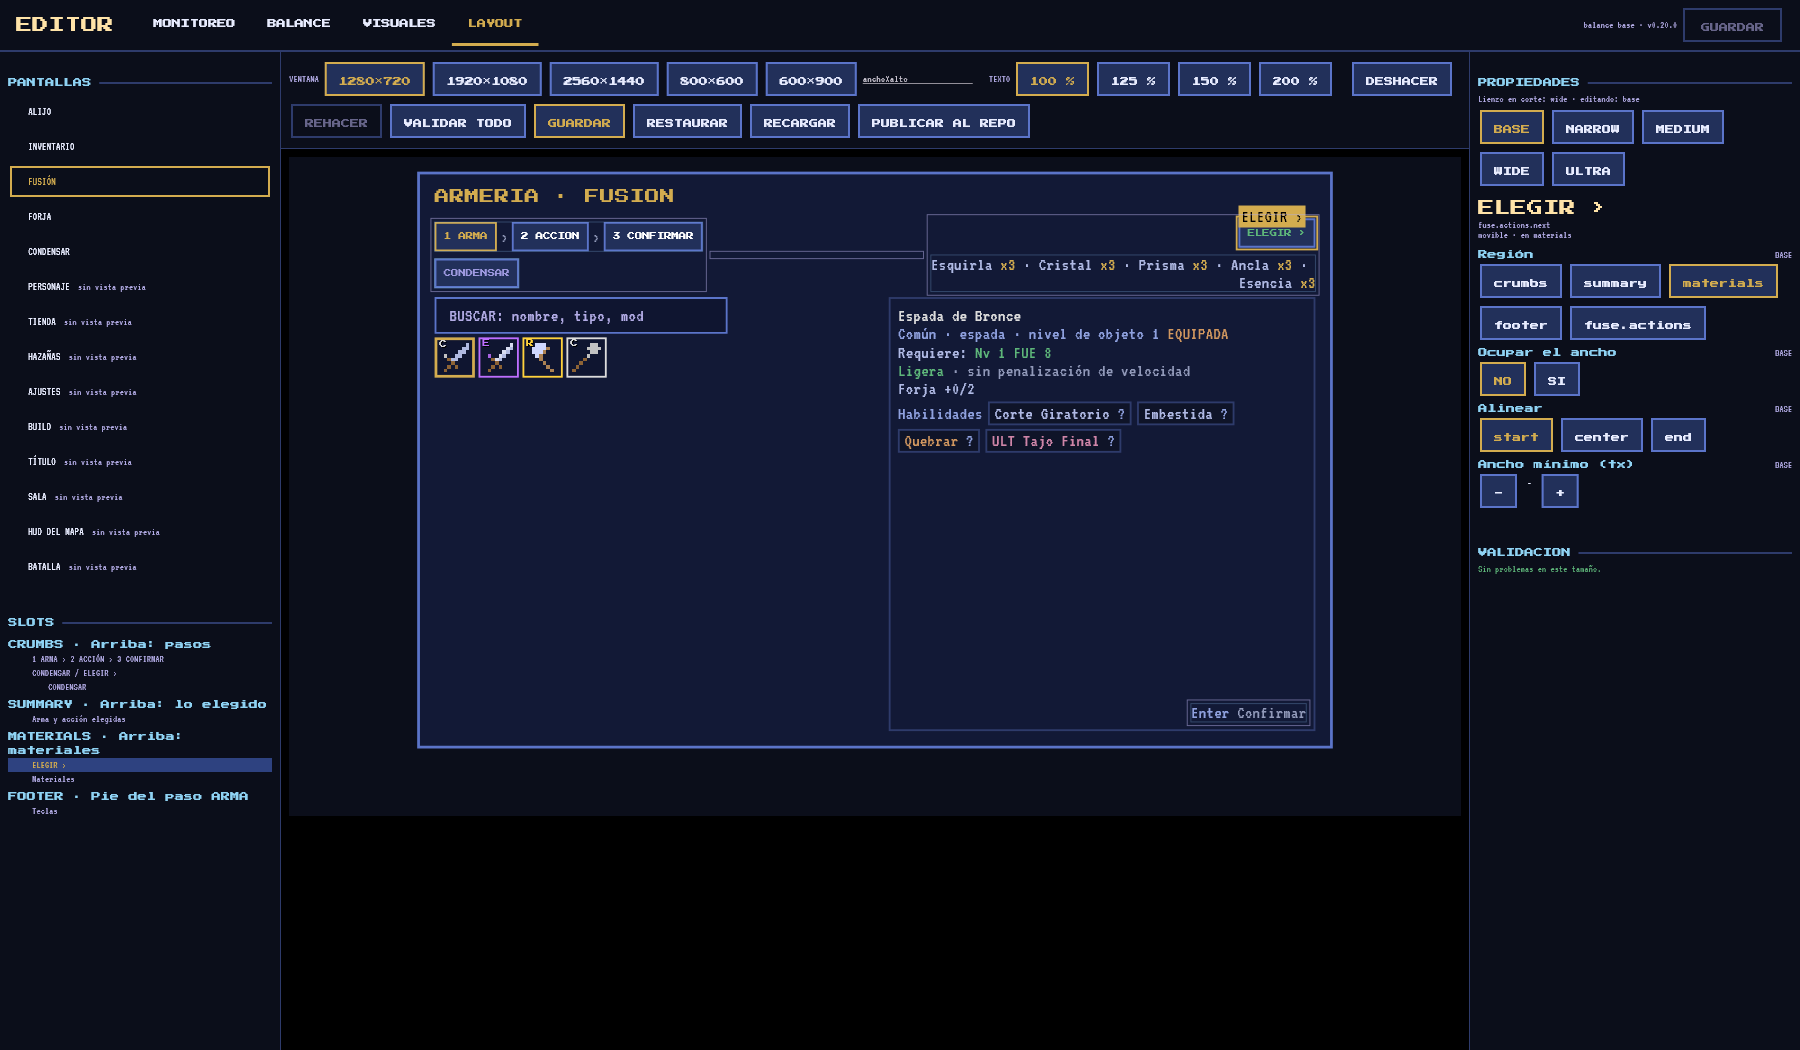 EDITOR MONITOREO BALANCE VISUALES LAYOUT balance base · v0.20.0 GUARDAR
PANTALLAS
ALIJO
INVENTARIO
FUSIÓN
FORJA
CONDENSAR
PERSONAJE sin vista previa
TIENDA sin vista previa
HAZAÑAS sin vista previa
AJUSTES sin vista previa
BUILD sin vista previa
TÍTULO sin vista previa
SALA sin vista previa
HUD DEL MAPA sin vista previa
BATALLA sin vista previa
SLOTS
CRUMBS · Arriba: pasos
1 ARMA › 2 ACCIÓN › 3 CONFIRMAR
CONDENSAR / ELEGIR ›
CONDENSAR
SUMMARY · Arriba: lo elegido
Arma y acción elegidas
MATERIALS · Arriba:
materiales
ELEGIR ›
Materiales
FOOTER · Pie del paso ARMA
Teclas
VENTANA 1280×720 1920×1080 2560×1440 800×600 600×900 anchoXalto TEXTO 100 % 125 % 150 % 200 % DESHACER
REHACER VALIDAR TODO GUARDAR RESTAURAR RECARGAR PUBLICAR AL REPO
ARMERIA · FUSION
1 ARMA › 2 ACCION › 3 CONFIRMAR
CONDENSAR
ELEGIR ›
ELEGIR ›
Esquirla x3 · Cristal x3 · Prisma x3 · Ancla x3 ·
Esencia x3
BUSCAR: nombre, tipo, mod
C E R C
Espada de Bronce
Común · espada · nivel de objeto 1 EQUIPADA
Requiere: Nv 1 FUE 8
Ligera · sin penalización de velocidad
Forja +0/2
Habilidades Corte Giratorio ? Embestida ?
Quebrar ? ULT Tajo Final ?
Enter Confirmar
PROPIEDADES
Lienzo en corte: wide · editando: base
BASE NARROW MEDIUM
WIDE ULTRA
ELEGIR ›
fuse.actions.next
movible · en materials
Región BASE
crumbs summary materials
footer fuse.actions
Ocupar el ancho BASE
NO SI
Alinear BASE
start center end
Ancho mínimo (tx) BASE
- - +
VALIDACION
Sin problemas en este tamaño.